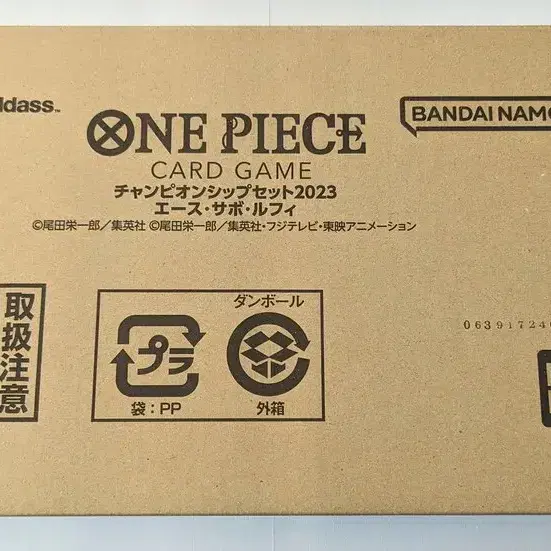 ldass™
ONE PIECE
CARD GAME
チャンピオンシップセット2023
エース・サボ・ルフィ
©尾田栄一郎／集英社 ©尾田栄一郎／集英社・フジテレビ・東映アニメーション
BANDAI NAMCO
取扱注意
プラ
袋：PP
ダンボール
外箱
06391724